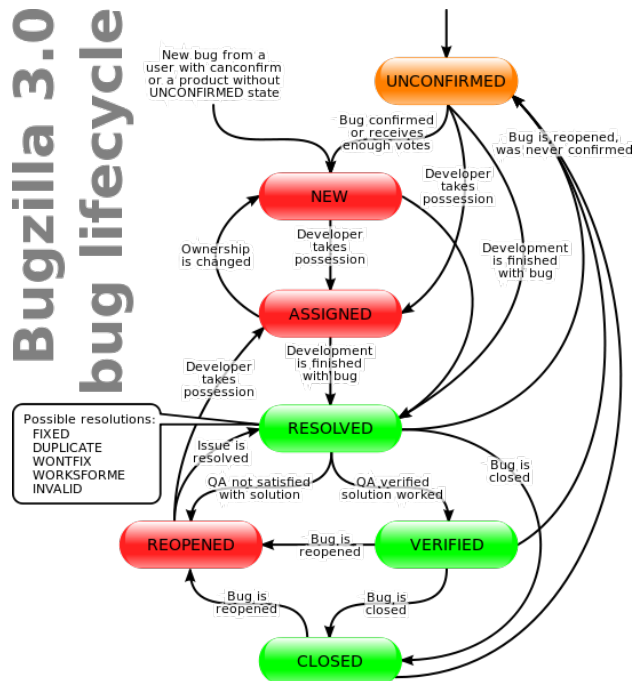 Bugzilla 3.0
bug lifecycle
New bug from a
user with canconfirm
or a product without
UNCONFIRMED state
UNCONFIRMED
Bug confirmed
or receives
enough votes
Bug is reopened,
was never confirmed
NEW
Developer
takes
possession
Developer
takes
possession
Ownership
is changed
Development
is finished
with bug
ASSIGNED
Developer
takes
possession
Development
is finished
with bug
Possible resolutions:
FIXED
DUPLICATE
WONTFIX
WORKSFORME
INVALID
RESOLVED
Issue is
resolved
QA not satisfied
with solution
QA verified
solution worked
Bug is
closed
REOPENED
Bug is
reopened
VERIFIED
Bug is
reopened
Bug is
closed
CLOSED